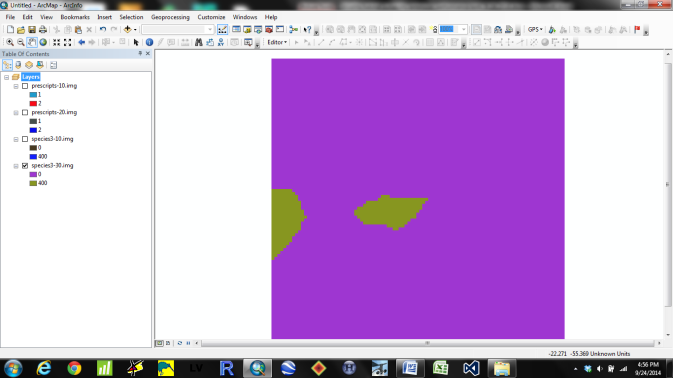 Untitled - ArcMap - ArcInfo
File Edit View Bookmarks Insert Selection Geoprocessing Customize Windows Help
Editor
GPS
Table Of Contents
Layers
prescripts-10.img
1
2
prescripts-20.img
1
2
species3-10.img
0
400
species3-30.img
0
400
-22.271 -55.369 Unknown Units
LV
R
H
4:56 PM
9/24/2014